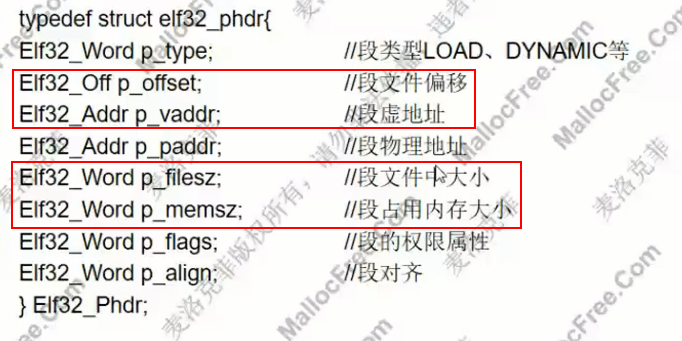 typedef struct elf32_phdr{
Elf32_Word p_type; //段类型LOAD、DYNAMIC等
Elf32_Off p_offset; //段文件偏移
Elf32_Addr p_vaddr; //段虚地址
Elf32_Addr p_paddr; //段物理地址
Elf32_Word p_filesz; //段文件中大小
Elf32_Word p_memsz; //段占用内存大小
Elf32_Word p_flags; //段的权限属性
Elf32_Word p_align; //段对齐
} Elf32_Phdr;
麦洛克菲版权所有,请勿
违者
麦洛克菲
MallocFree.Com
MallocFree.Com
MallocFree.Com
MallocFree.Com